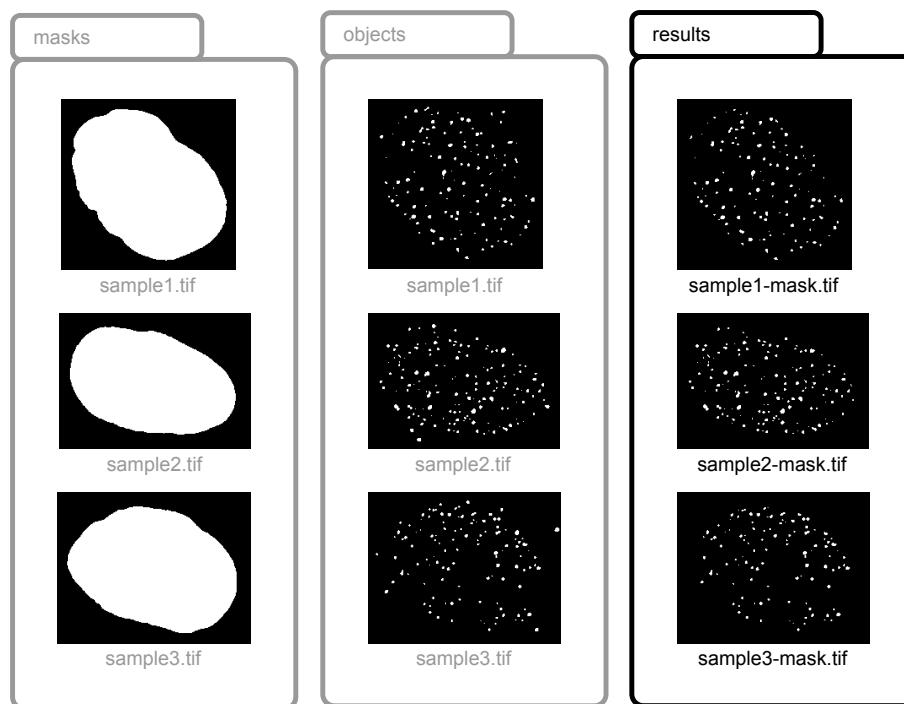 masks
objects
results
sample1.tif
sample1.tif
sample1-mask.tif
sample2.tif
sample2.tif
sample2-mask.tif
sample3.tif
sample3.tif
sample3-mask.tif